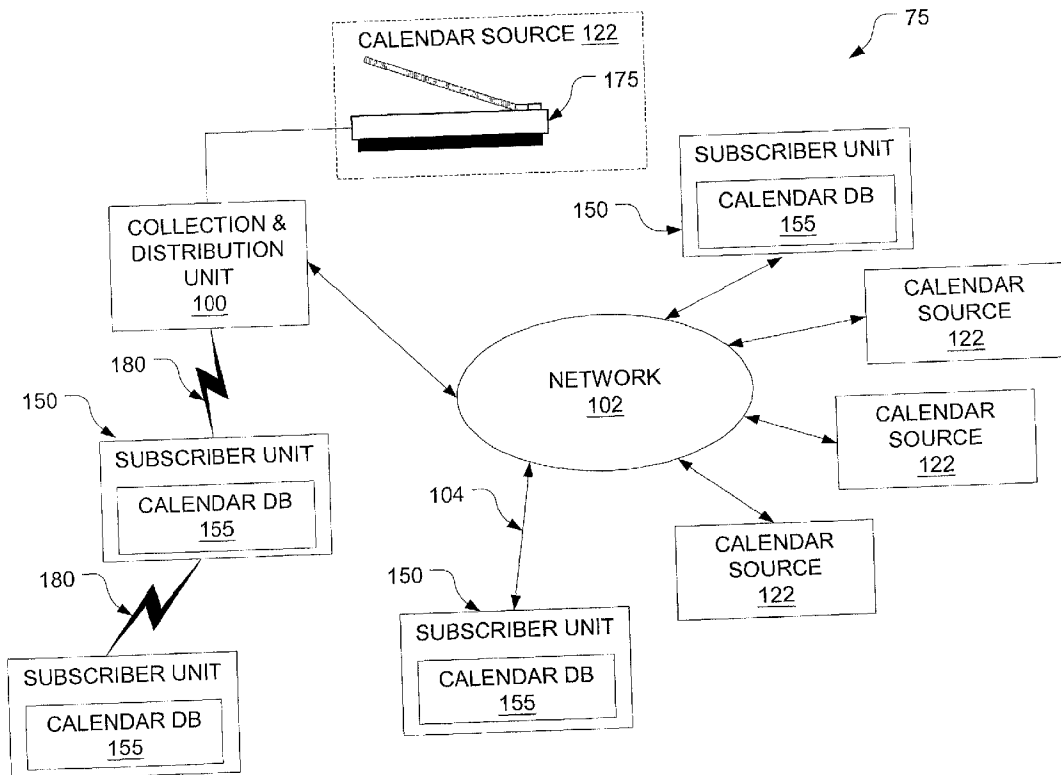 CALENDAR SOURCE 122
175
75
SUBSCRIBER UNIT
CALENDAR DB
155
150
COLLECTION &
DISTRIBUTION
UNIT
100
CALENDAR
SOURCE
122
NETWORK
102
180
150
CALENDAR
SOURCE
122
SUBSCRIBER UNIT
CALENDAR DB
155
104
CALENDAR
SOURCE
122
180
150
SUBSCRIBER UNIT
CALENDAR DB
155
SUBSCRIBER UNIT
CALENDAR DB
155